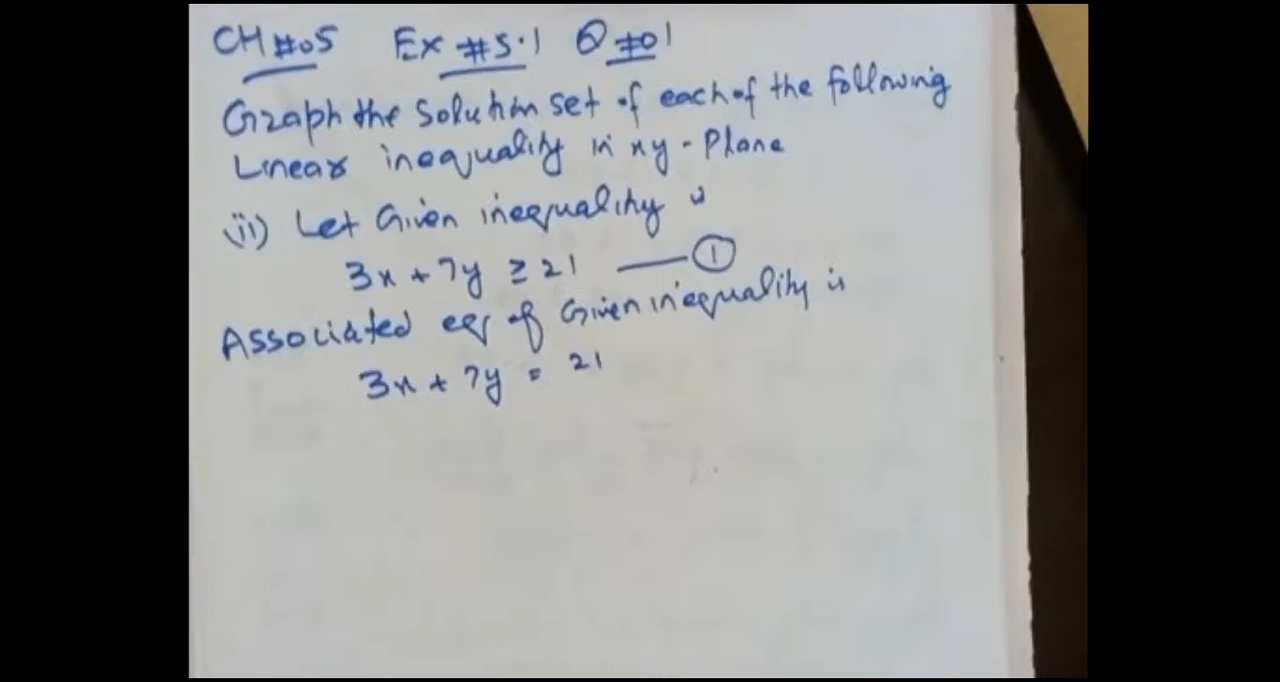 CH #05 Ex #5.1 Q #01
Graph the Solution set of each of the following
Linear inequality in xy-Plane
(ii) Let Given inequality is
3x + 7y ≥ 21 —— ①
Associated eq of Given inequality is
3x + 7y = 21